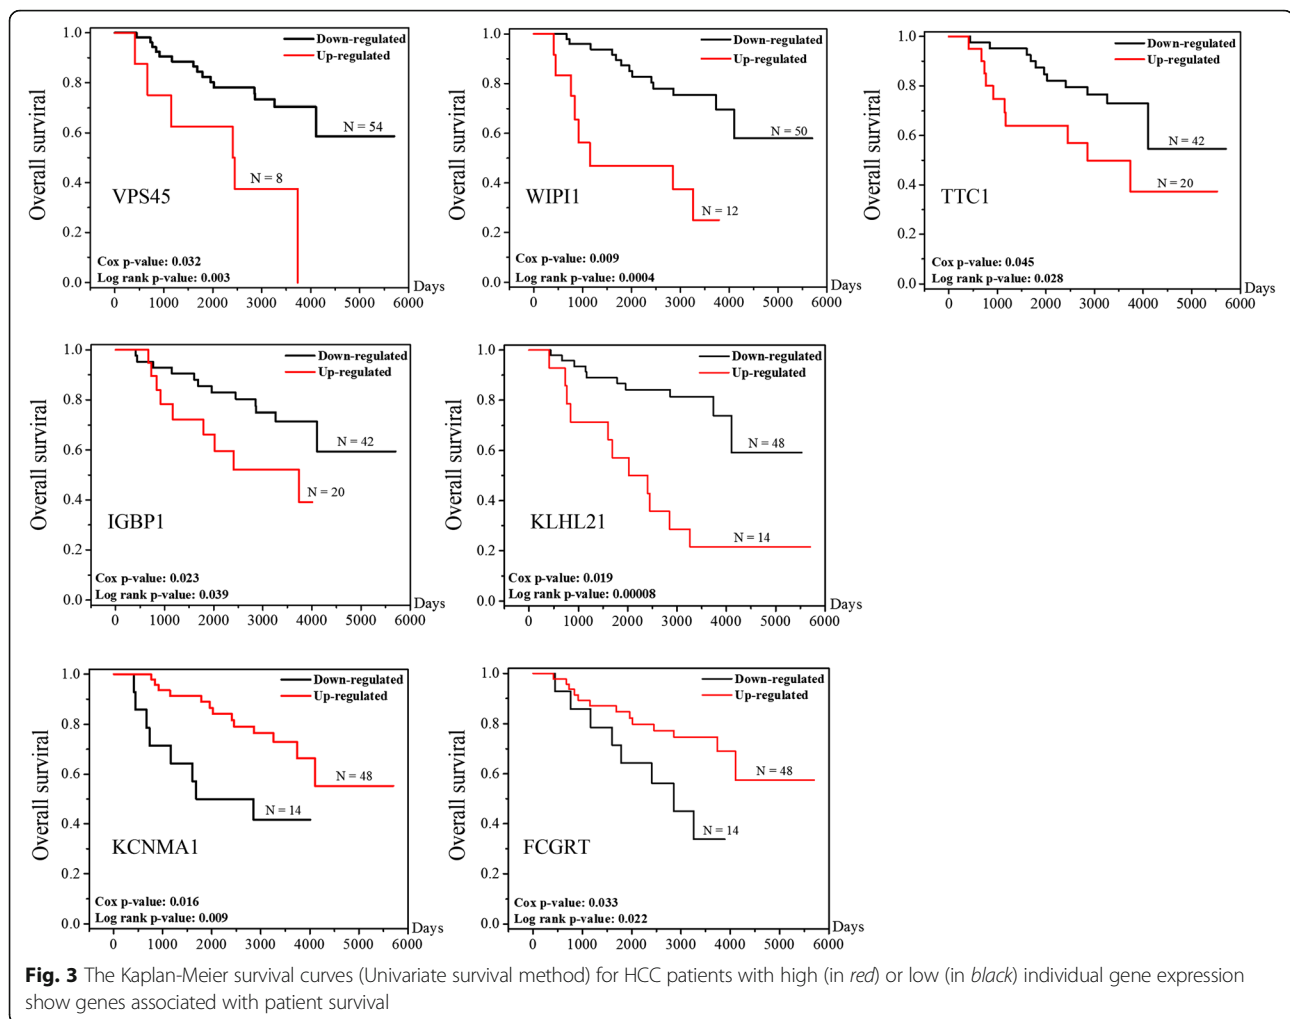 Overall surviral
1.0
0.8
0.6
0.4
0.2
0.0
Down-regulated
Up-regulated
N = 54
N = 8
VPS45
Cox p-value: 0.032
Log rank p-value: 0.003
0 1000 2000 3000 4000 5000 6000
Days
Overall surviral
1.0
0.8
0.6
0.4
0.2
0.0
Down-regulated
Up-regulated
N = 50
N = 12
WIPI1
Cox p-value: 0.009
Log rank p-value: 0.0004
0 1000 2000 3000 4000 5000 6000
Days
Overall surviral
1.0
0.8
0.6
0.4
0.2
0.0
Down-regulated
Up-regulated
N = 42
N = 20
TTC1
Cox p-value: 0.045
Log rank p-value: 0.028
0 1000 2000 3000 4000 5000 6000
Days
Overall surviral
1.0
0.8
0.6
0.4
0.2
0.0
Down-regulated
Up-regulated
N = 42
N = 20
IGBP1
Cox p-value: 0.023
Log rank p-value: 0.039
0 1000 2000 3000 4000 5000 6000
Days
Overall surviral
1.0
0.8
0.6
0.4
0.2
0.0
Down-regulated
Up-regulated
N = 48
KLHL21
N = 14
Cox p-value: 0.019
Log rank p-value: 0.00008
0 1000 2000 3000 4000 5000 6000
Days
Overall surviral
1.0
0.8
0.6
0.4
0.2
0.0
Down-regulated
Up-regulated
N = 48
N = 14
KCNMA1
Cox p-value: 0.016
Log rank p-value: 0.009
0 1000 2000 3000 4000 5000 6000
Days
Overall surviral
1.0
0.8
0.6
0.4
0.2
0.0
Down-regulated
Up-regulated
N = 48
N = 14
FCGRT
Cox p-value: 0.033
Log rank p-value: 0.022
0 1000 2000 3000 4000 5000 6000
Days
Fig. 3 The Kaplan-Meier survival curves (Univariate survival method) for HCC patients with high (in red) or low (in black) individual gene expression
show genes associated with patient survival